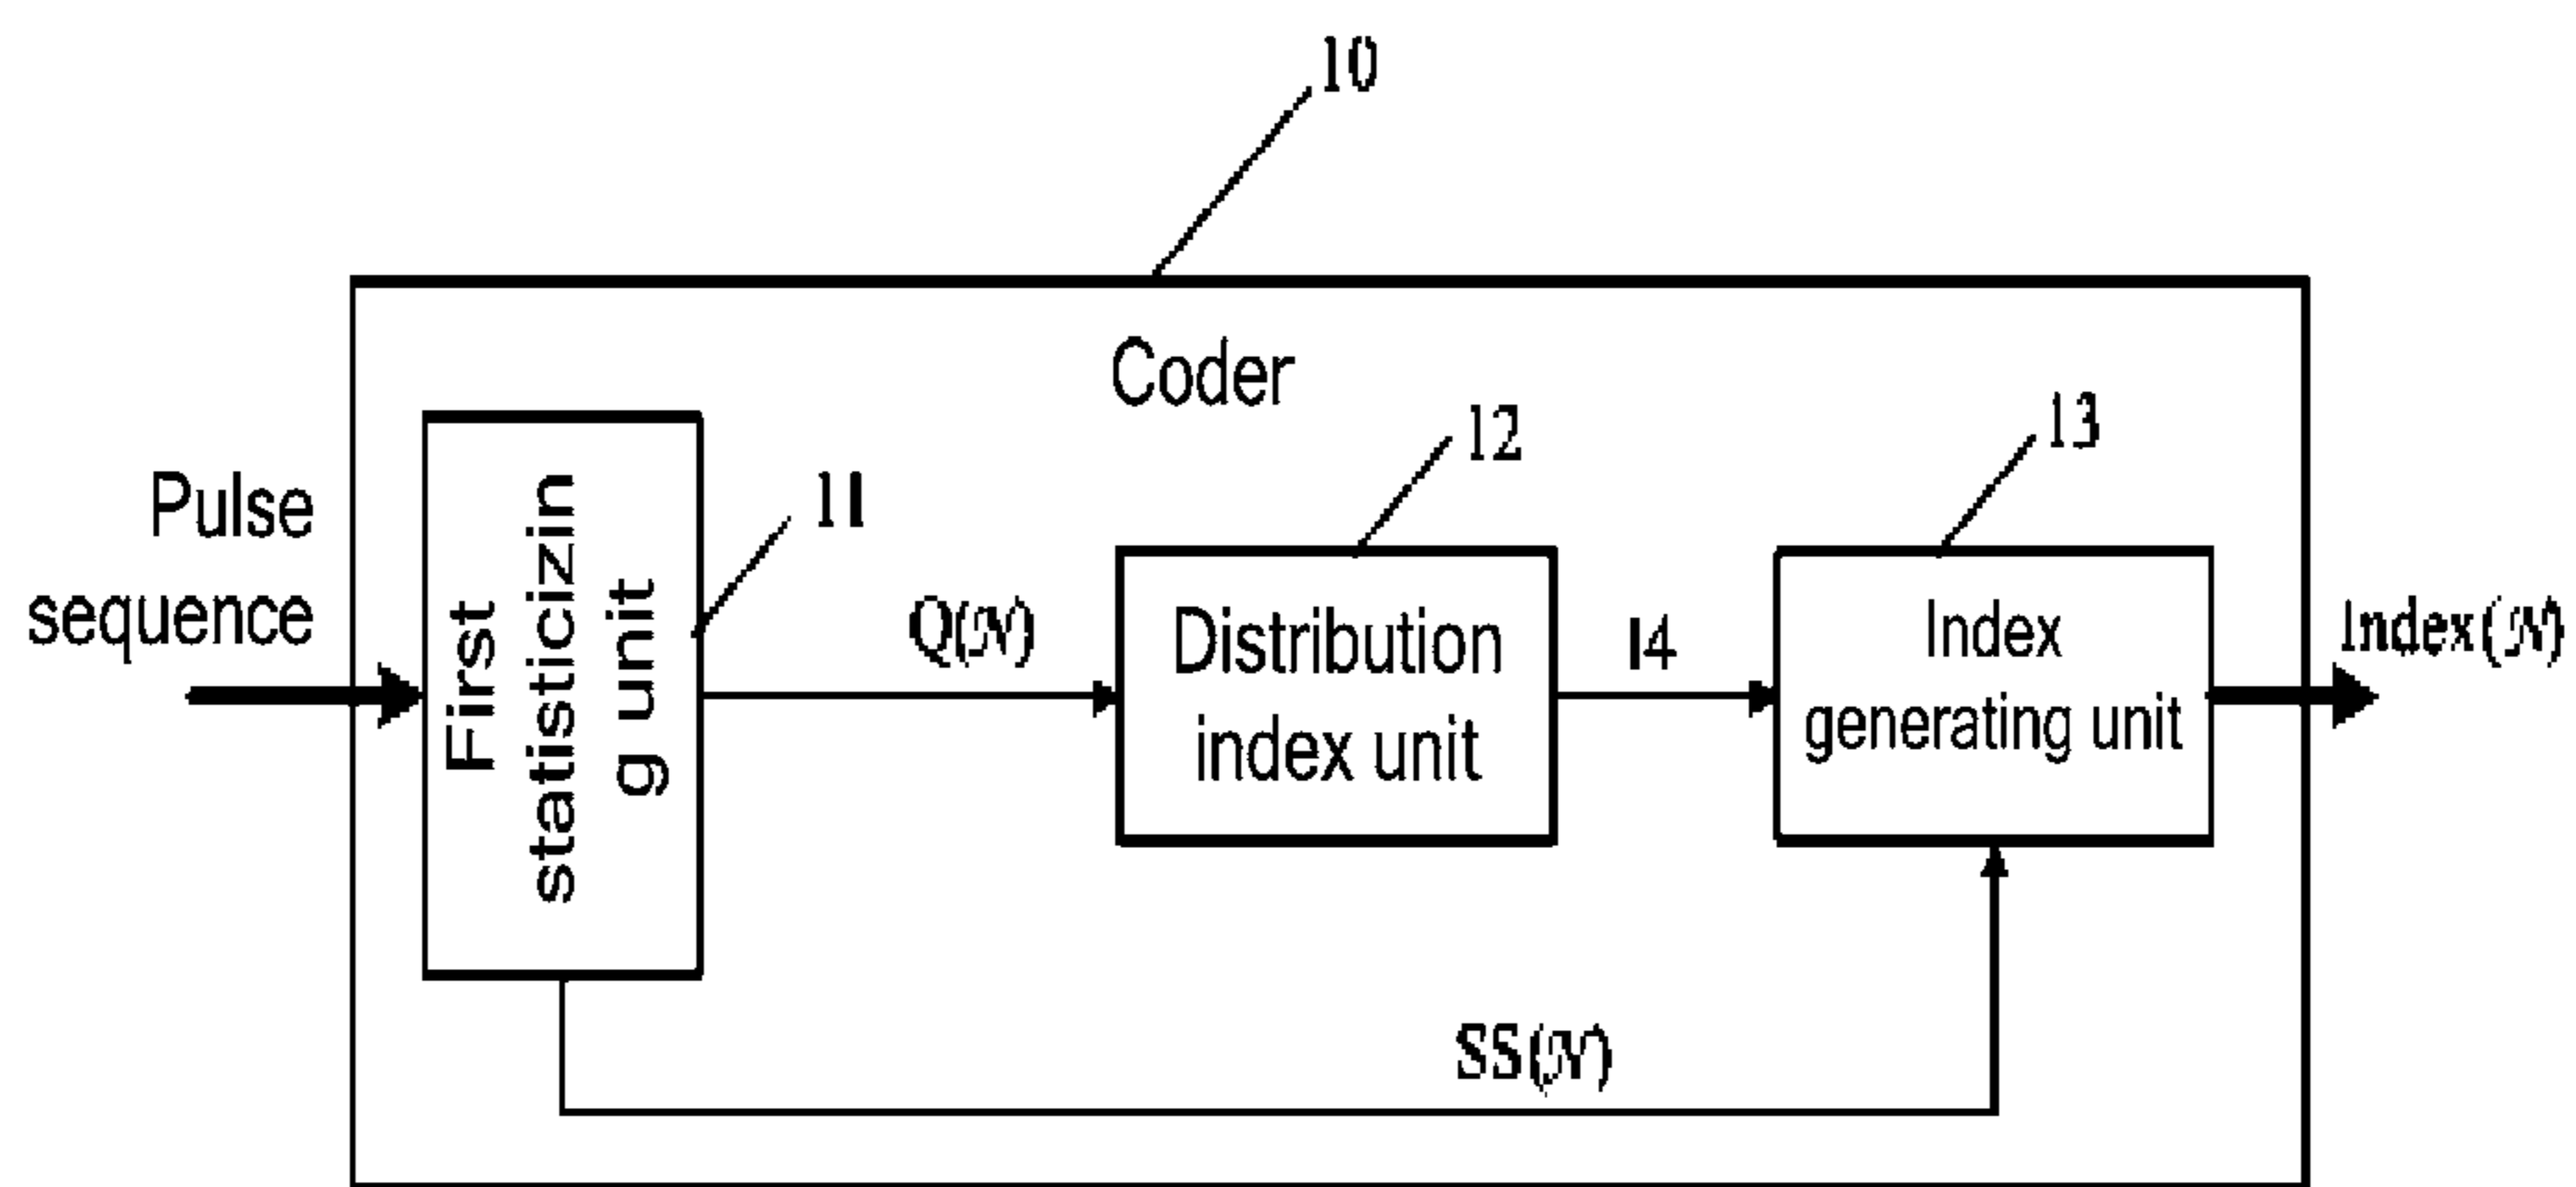 10
Coder
Pulse
sequence
First
statisticizin
g unit
11
Q(N)
12
Distribution
index unit
I4
13
Index
generating unit
Index(N)
SS(N)